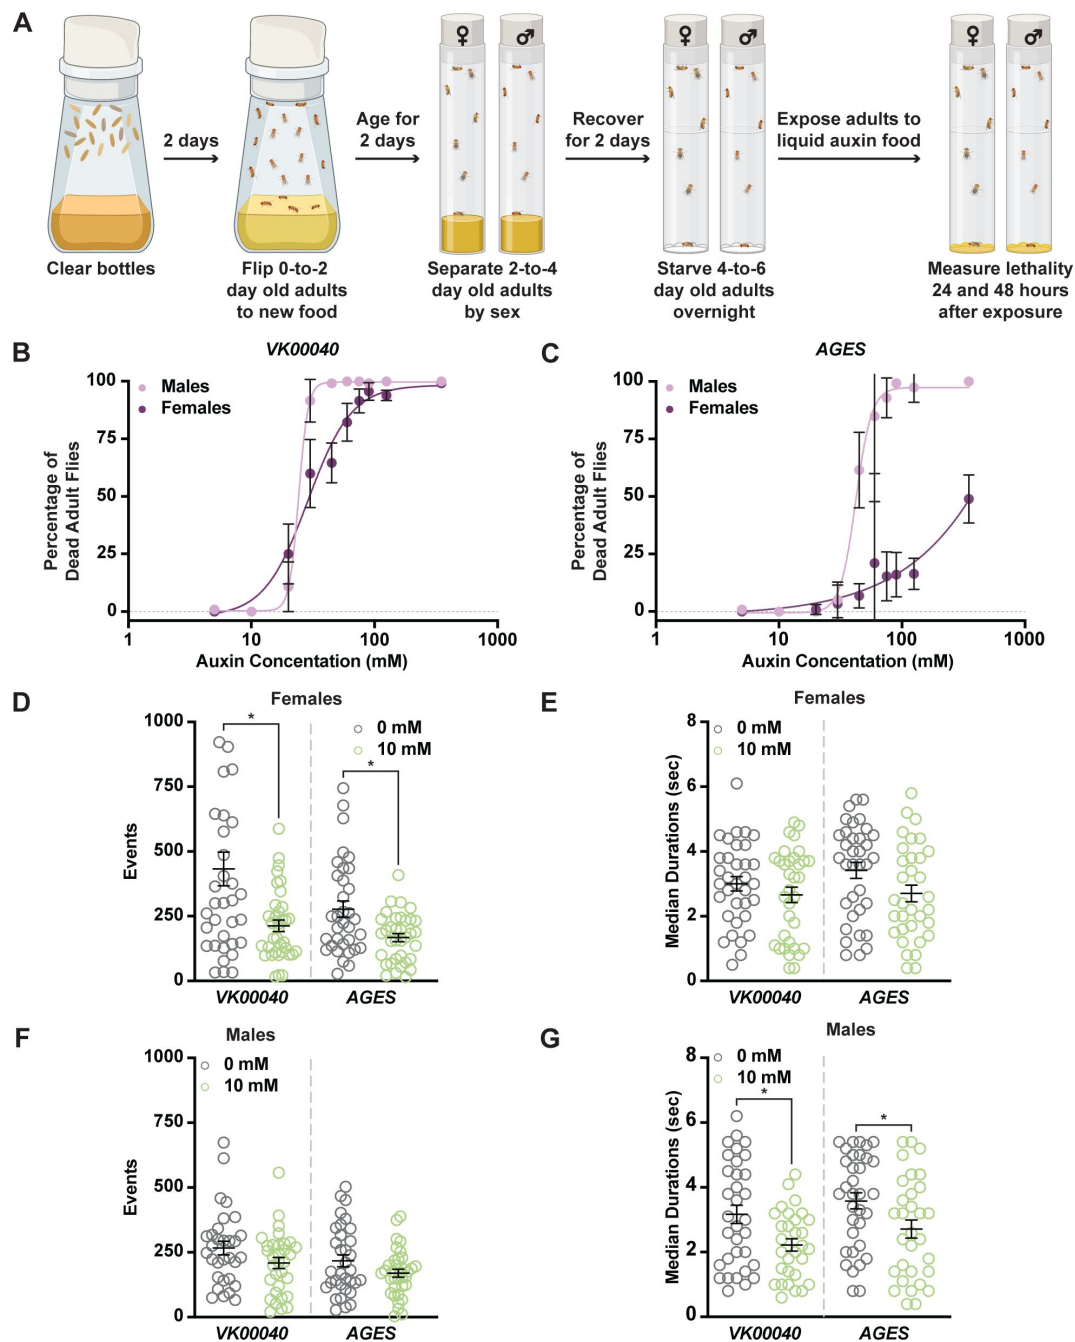 A
♀ ♂ ♀ ♂ ♀ ♂
2 days
Age for
2 days
Recover
for 2 days
Expose adults to
liquid auxin food
Clear bottles
Flip 0-to-2
day old adults
to new food
Separate 2-to-4
day old adults
by sex
Starve 4-to-6
day old adults
overnight
Measure lethality
24 and 48 hours
after exposure
B
VK00040
Males
Females
Percentage of
Dead Adult Flies
100
75
50
25
0
1 10 100 1000
Auxin Concentation (mM)
C
AGES
Males
Females
Percentage of
Dead Adult Flies
100
75
50
25
0
1 10 100 1000
Auxin Concentation (mM)
D
Females
0 mM
10 mM
Events
1000
750
500
250
0
* *
VK00040 AGES
E
Females
0 mM
10 mM
Median Durations (sec)
8
6
4
2
0
VK00040 AGES
F
Males
0 mM
10 mM
Events
1000
750
500
250
0
VK00040 AGES
G
Males
0 mM
10 mM
Median Durations (sec)
8
6
4
2
0
* *
VK00040 AGES